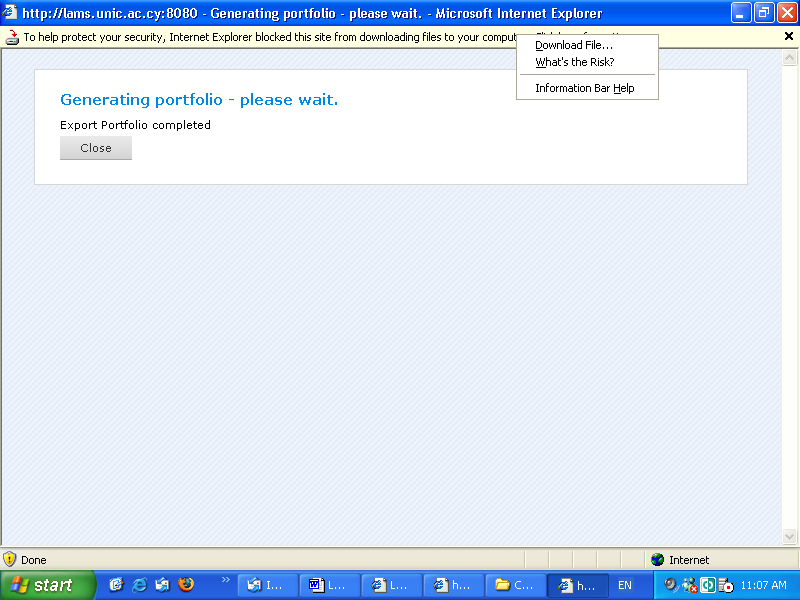 http://lams.unic.ac.cy:8080 - Generating portfolio - please wait. - Microsoft Internet Explorer
To help protect your security, Internet Explorer blocked this site from downloading files to your comput
Download File...
What's the Risk?
Information Bar Help
Generating portfolio - please wait.
Export Portfolio completed
Close
Done
Internet
start
»
I...
L...
L...
h...
C...
h...
EN
11:07 AM